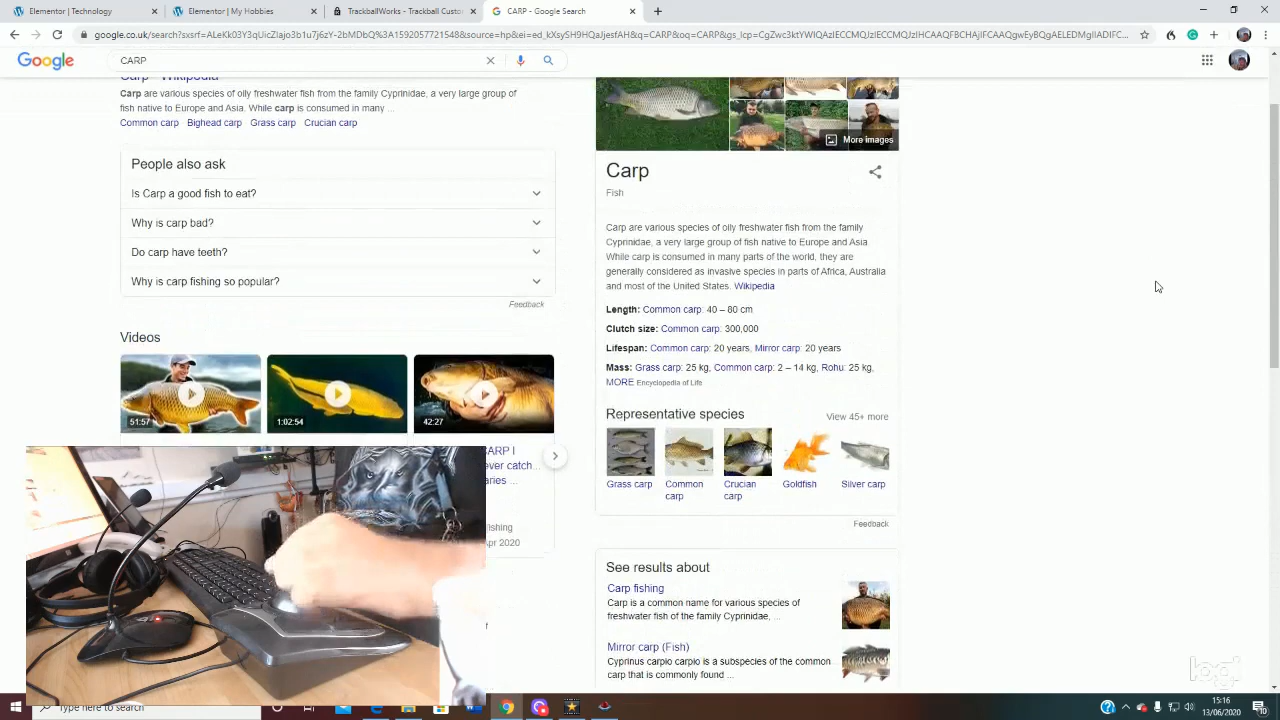 Elementor | Technology
Elementor | My Hobbies
TrackballWorks - Trackball Custo
CARP - Google Search
Google
CARP
Carp - Wikipedia
Carp are various species of oily freshwater fish from the family Cyprinidae, a very large group of
fish native to Europe and Asia. While carp is consumed in many ...
Common carp Bighead carp Grass carp Crucian carp
People also ask
Is Carp a good fish to eat?
Why is carp bad?
Do carp have teeth?
Why is carp fishing so popular?
Feedback
Videos
51:57
1:02:54
42:27
CARP I
ever catch...
aries ...
ishing
Apr 2020
More images
Carp
Fish
Carp are various species of oily freshwater fish from the family
Cyprinidae, a very large group of fish native to Europe and Asia
While carp is consumed in many parts of the world, they are
generally considered as invasive species in parts of Africa, Australia
and most of the United States. Wikipedia
Length: Common carp: 40 – 80 cm
Clutch size: Common carp: 300,000
Lifespan: Common carp: 20 years, Mirror carp: 20 years
Mass: Grass carp: 25 kg, Common carp: 2 – 14 kg, Rohu: 25 kg,
MORE Encyclopedia of Life
Representative species
View 45+ more
Grass carp
Common carp
Crucian carp
Goldfish
Silver carp
Feedback
See results about
Carp fishing
Carp is a common name for various species of
freshwater fish of the family Cyprinidae, ...
Mirror carp (Fish)
Cyprinus carpio carpio is a subspecies of the common
carp that is commonly found ...
logi
Type here to search
15:16
13/06/2020